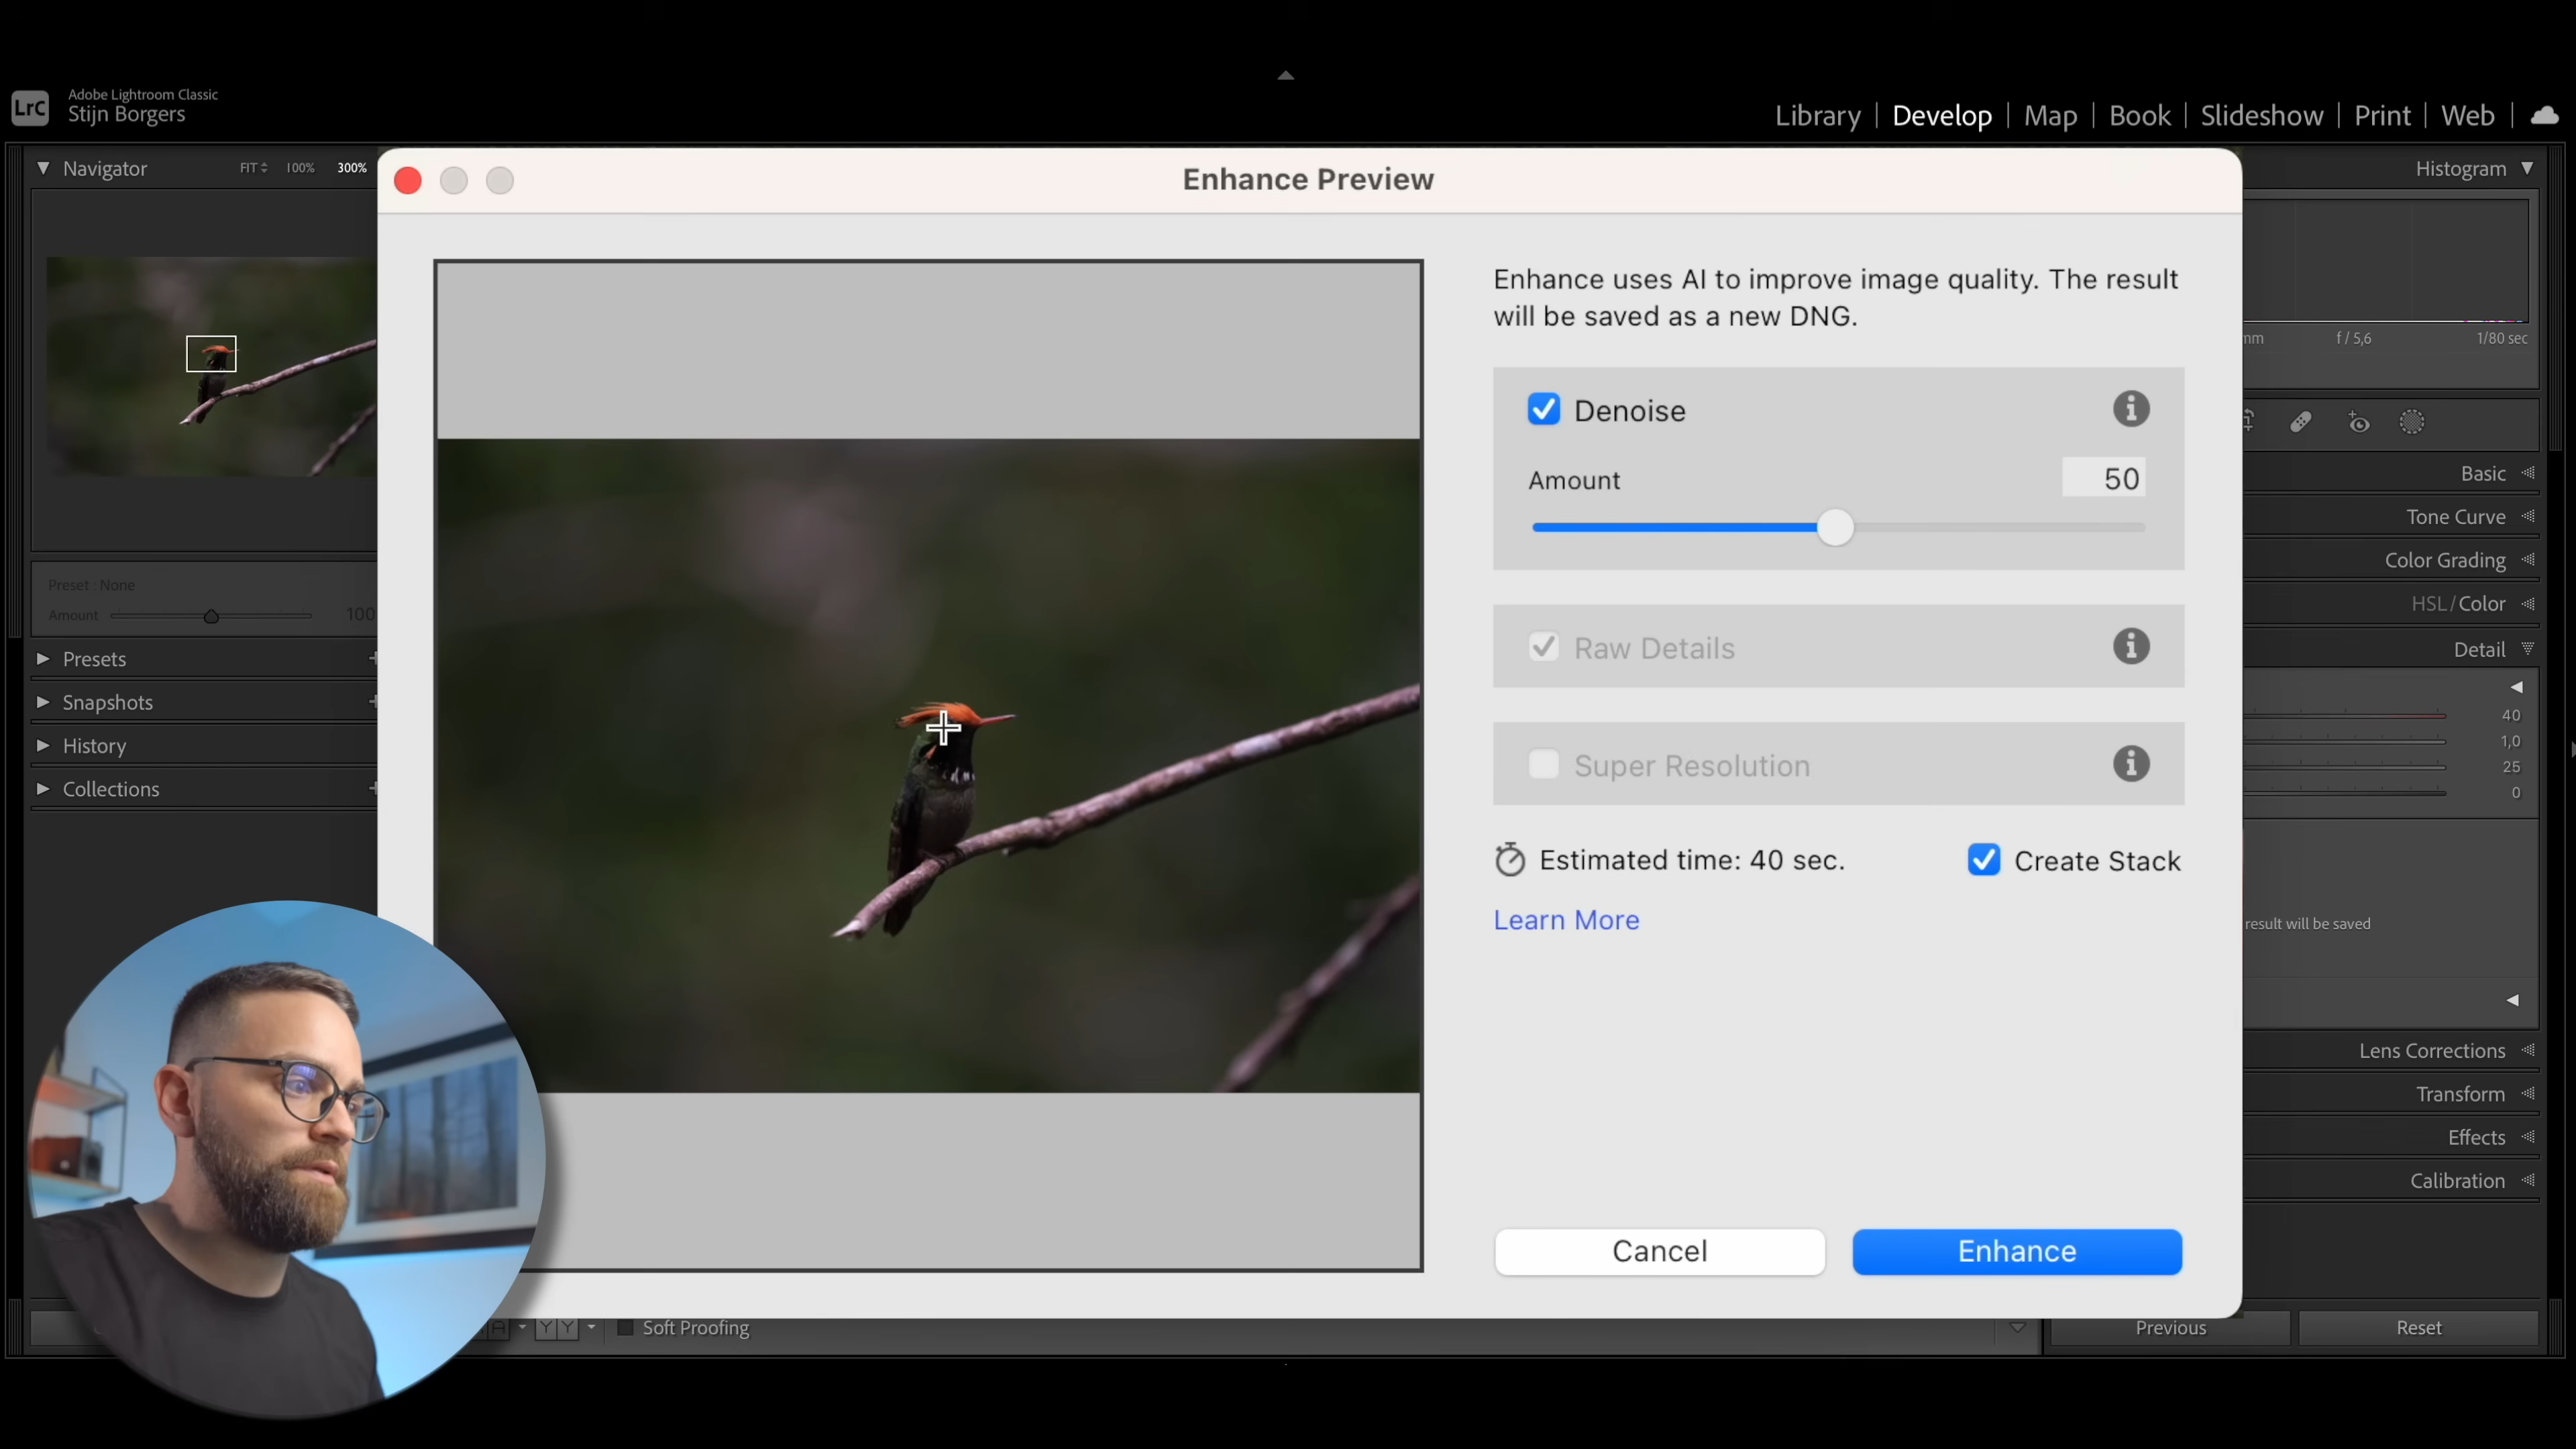 LrC
Adobe Lightroom Classic
Stijn Borgers
Library | Develop | Map | Book | Slideshow | Print | Web |
Navigator
FIT 100% 300%
Enhance Preview
Histogram
Enhance uses AI to improve image quality. The result
will be saved as a new DNG.
f / 5,6 1/80 sec
Denoise
Amount 50
Raw Details
Super Resolution
Estimated time: 40 sec.
Create Stack
Learn More
Cancel
Enhance
Preset : None
Amount 100
Presets
Snapshots
History
Collections
Basic
Tone Curve
Color Grading
HSL / Color
Detail
40
1,0
25
0
result will be saved
Lens Corrections
Transform
Effects
Calibration
Y Y
Soft Proofing
Previous
Reset